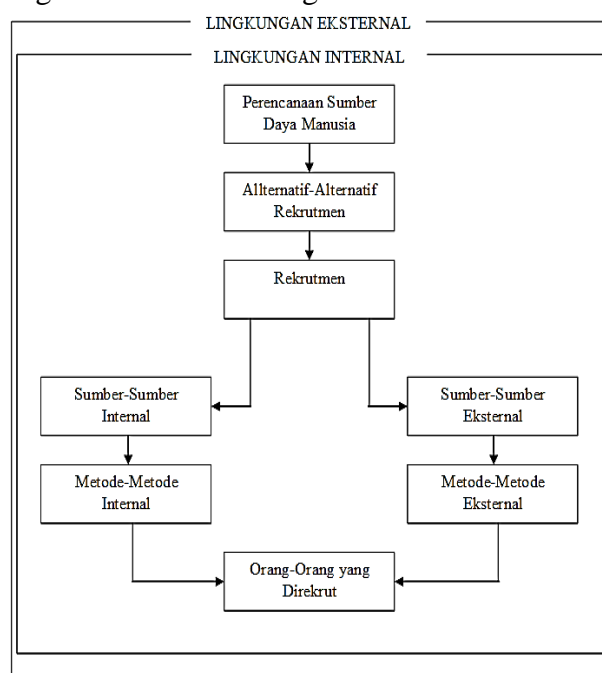 LINGKUNGAN EKSTERNAL
LINGKUNGAN INTERNAL
Perencanaan Sumber
Daya Manusia
Allternatif-Alternatif
Rekrutmen
Rekrutmen
Sumber-Sumber
Internal
Sumber-Sumber
Eksternal
Metode-Metode
Internal
Metode-Metode
Eksternal
Orang-Orang yang
Direkrut